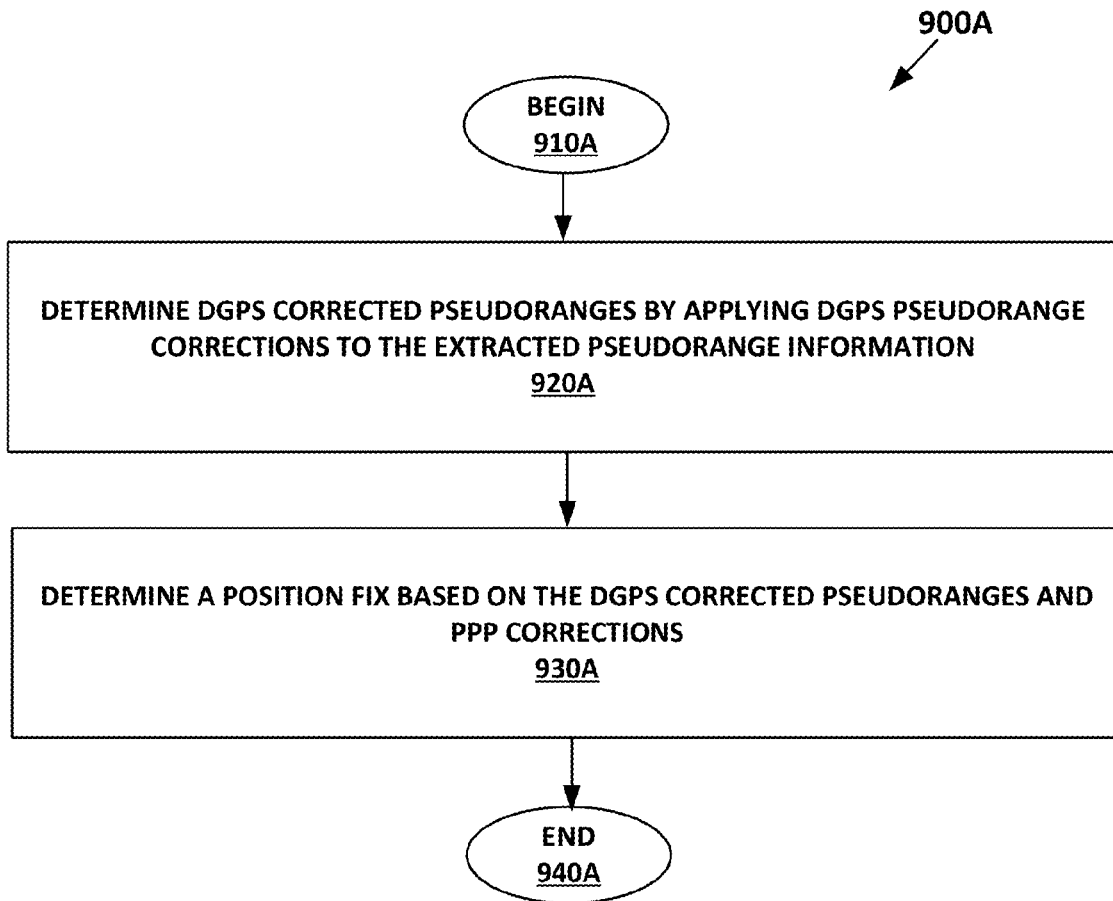 900A
BEGIN
910A
DETERMINE DGPS CORRECTED PSEUDORANGES BY APPLYING DGPS PSEUDORANGE
CORRECTIONS TO THE EXTRACTED PSEUDORANGE INFORMATION
920A
DETERMINE A POSITION FIX BASED ON THE DGPS CORRECTED PSEUDORANGES AND
PPP CORRECTIONS
930A
END
940A